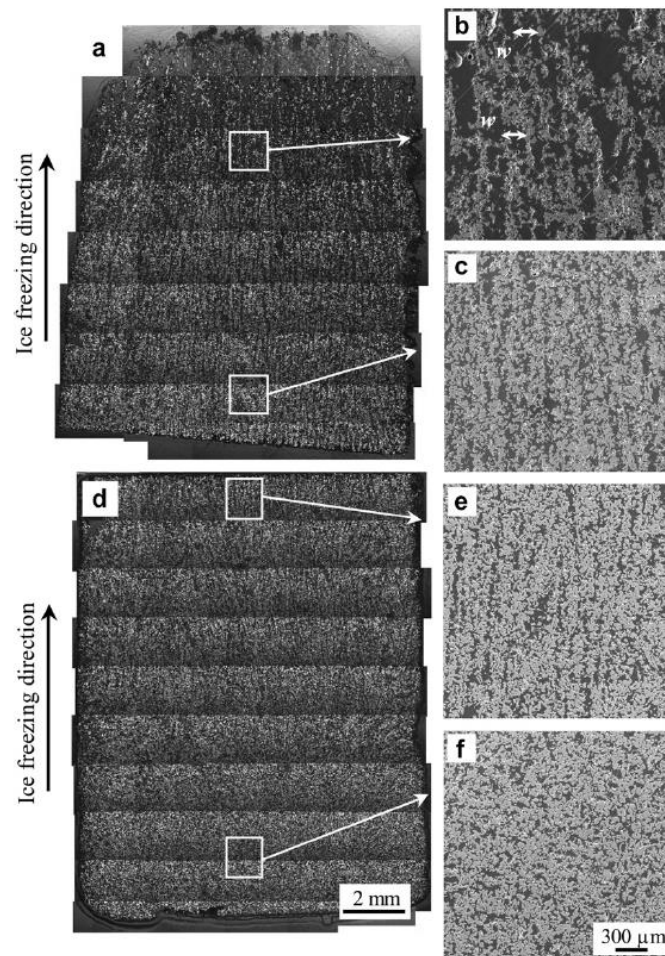 a
Ice freezing direction
b
w
w
c
d
Ice freezing direction
2 mm
e
f
300 μm